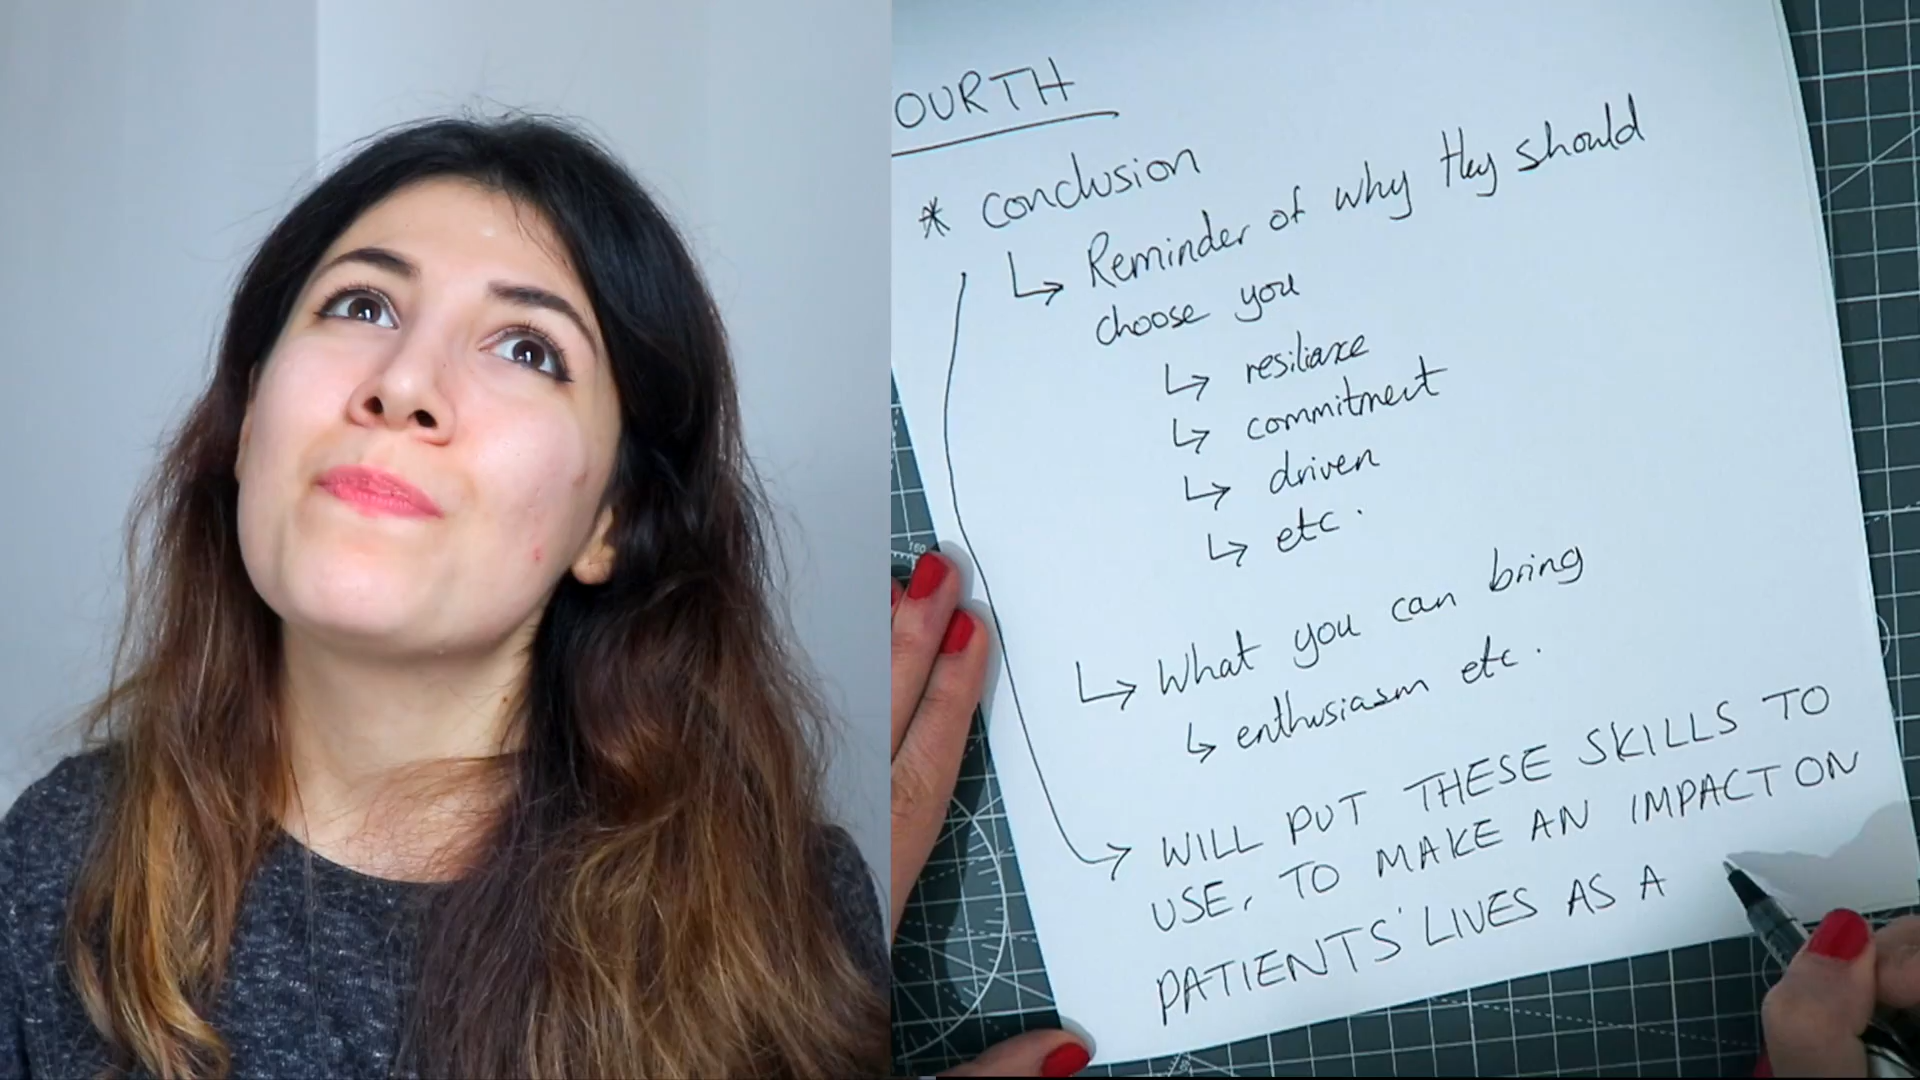 OURTH
* conclusion
↳ Reminder of why they should
choose you
↳ resiliance
↳ commitment
↳ driven
↳ etc.
↳ What you can bring
↳ enthusiasm etc.
→ WILL PUT THESE SKILLS TO
USE, TO MAKE AN IMPACT ON
PATIENTS' LIVES AS A
160